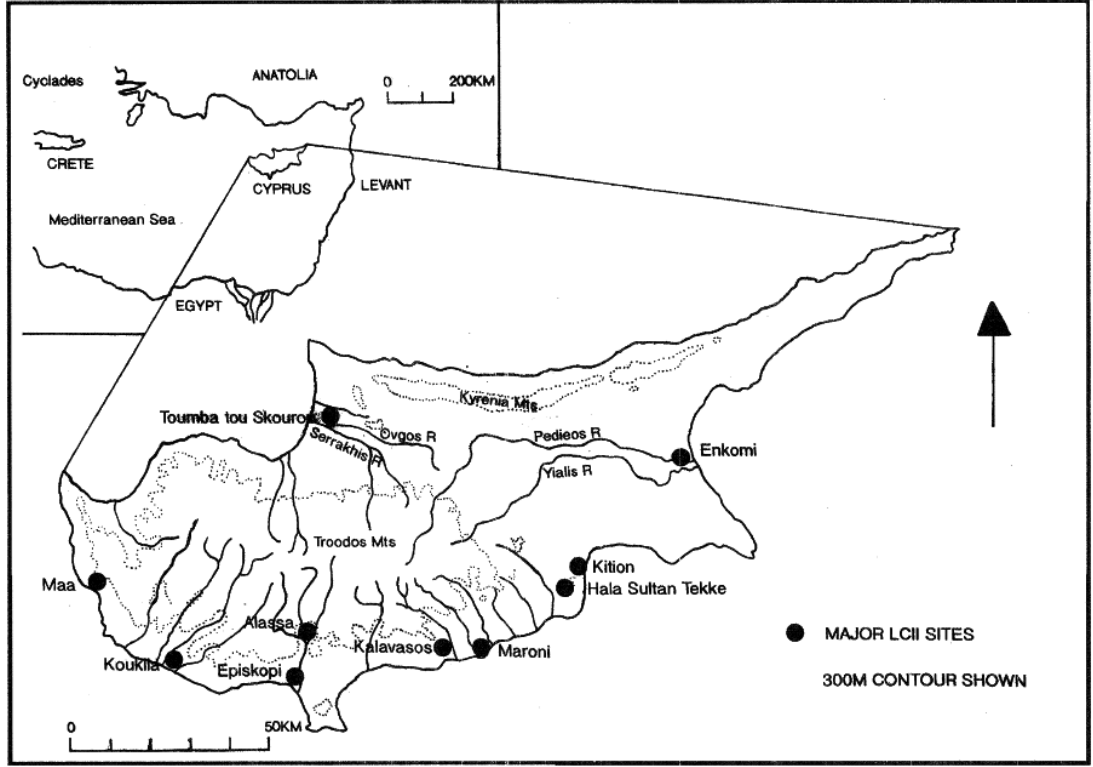 Cyclades
ANATOLIA
0 200KM
CRETE
CYPRUS
LEVANT
Mediterranean Sea
EGYPT
Kyrenia Mts
Toumba tou Skourou
Ovgos R
Serrakhis R
Pedieos R
Enkomi
Yialis R
Troodos Mts
Kition
Maa
Hala Sultan Tekke
Alassa
MAJOR LCII SITES
Kalavasos
Maroni
Kouklia
Episkopi
300M CONTOUR SHOWN
0 50KM